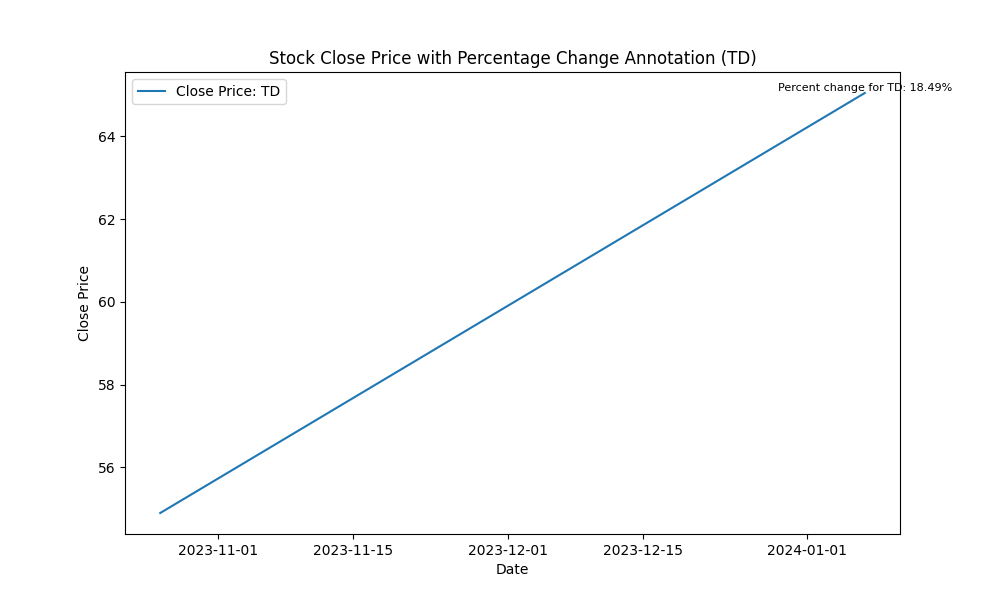 Stock Close Price with Percentage Change Annotation (TD)
Close Price: TD
Percent change for TD: 18.49%
64
62
60
58
56
Close Price
2023-11-01
2023-11-15
2023-12-01
2023-12-15
2024-01-01
Date